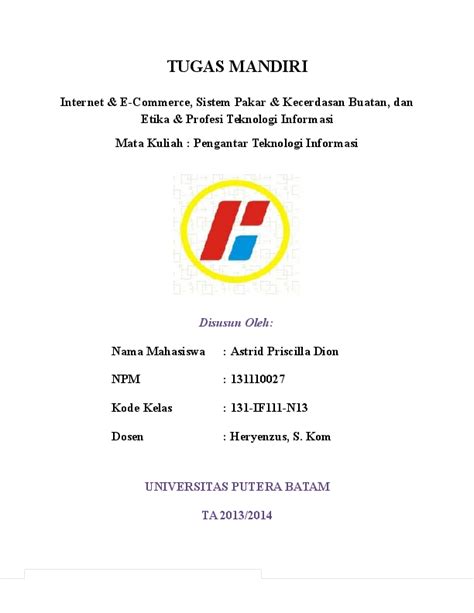 TUGAS MANDIRI
Internet & E-Commerce, Sistem Pakar & Kecerdasan Buatan, dan
Etika & Profesi Teknologi Informasi
Mata Kuliah : Pengantar Teknologi Informasi
Disusun Oleh:
Nama Mahasiswa : Astrid Priscilla Dion
NPM : 131110027
Kode Kelas : 131-IF111-N13
Dosen : Heryenzus, S. Kom
UNIVERSITAS PUTERA BATAM
TA 2013/2014